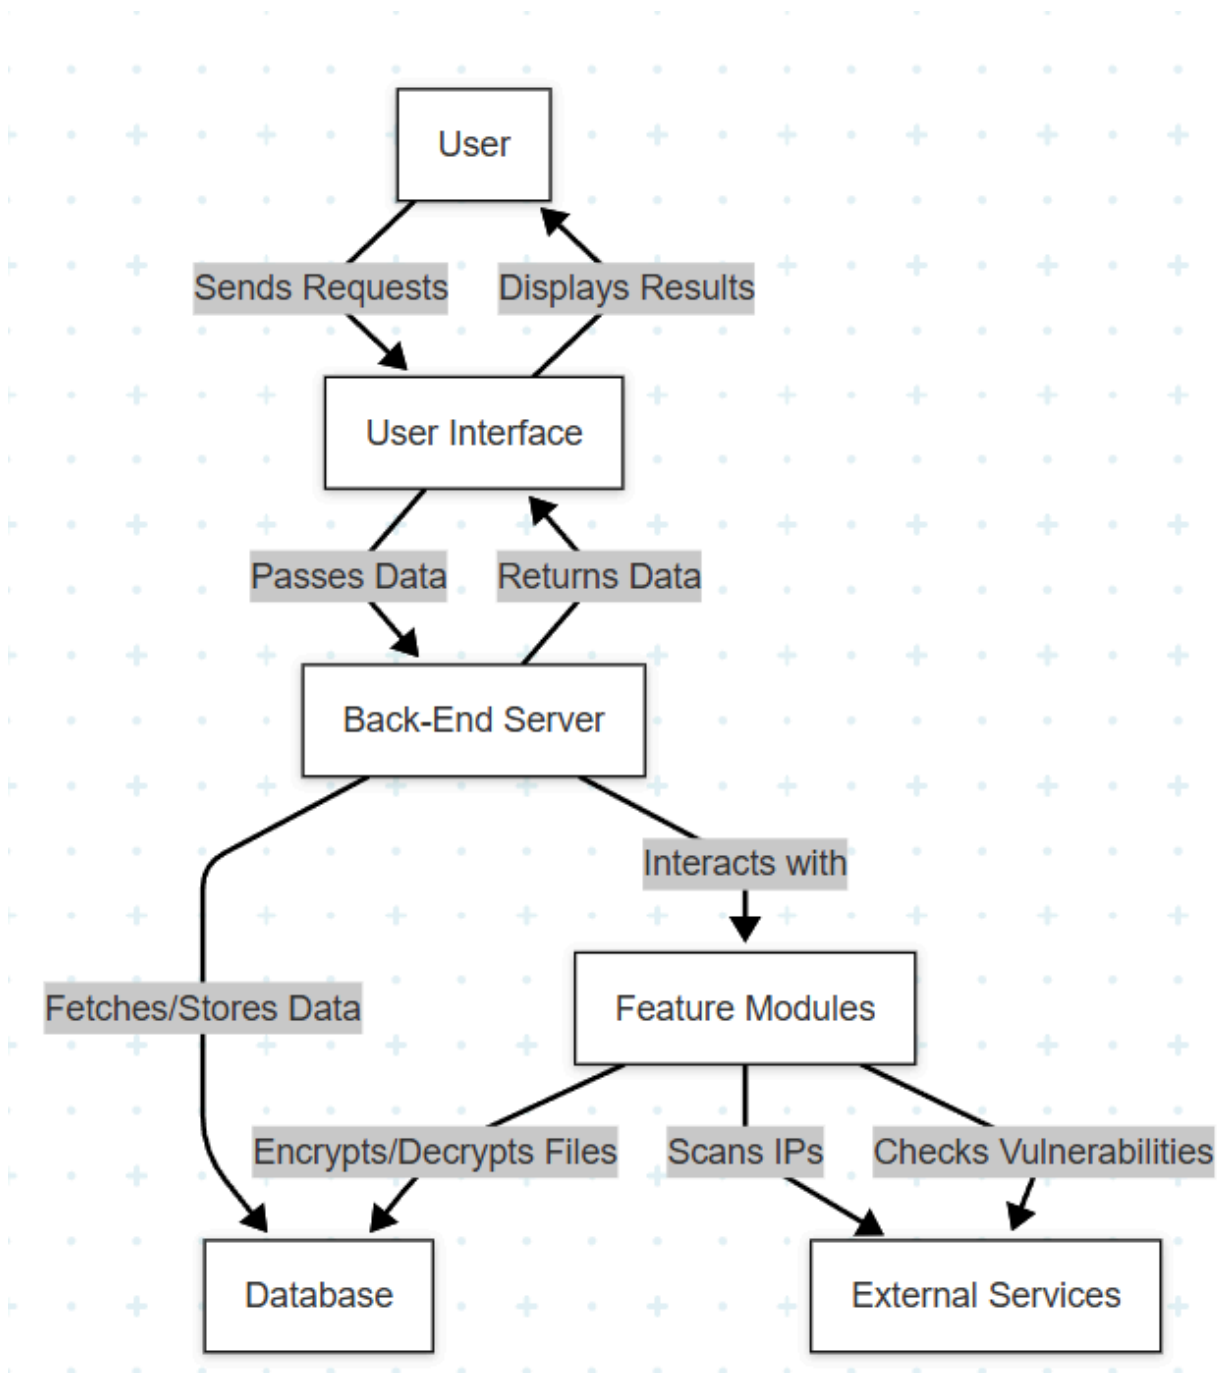 User
Sends Requests
Displays Results
User Interface
Passes Data
Returns Data
Back-End Server
Interacts with
Fetches/Stores Data
Feature Modules
Encrypts/Decrypts Files
Scans IPs
Checks Vulnerabilities
Database
External Services